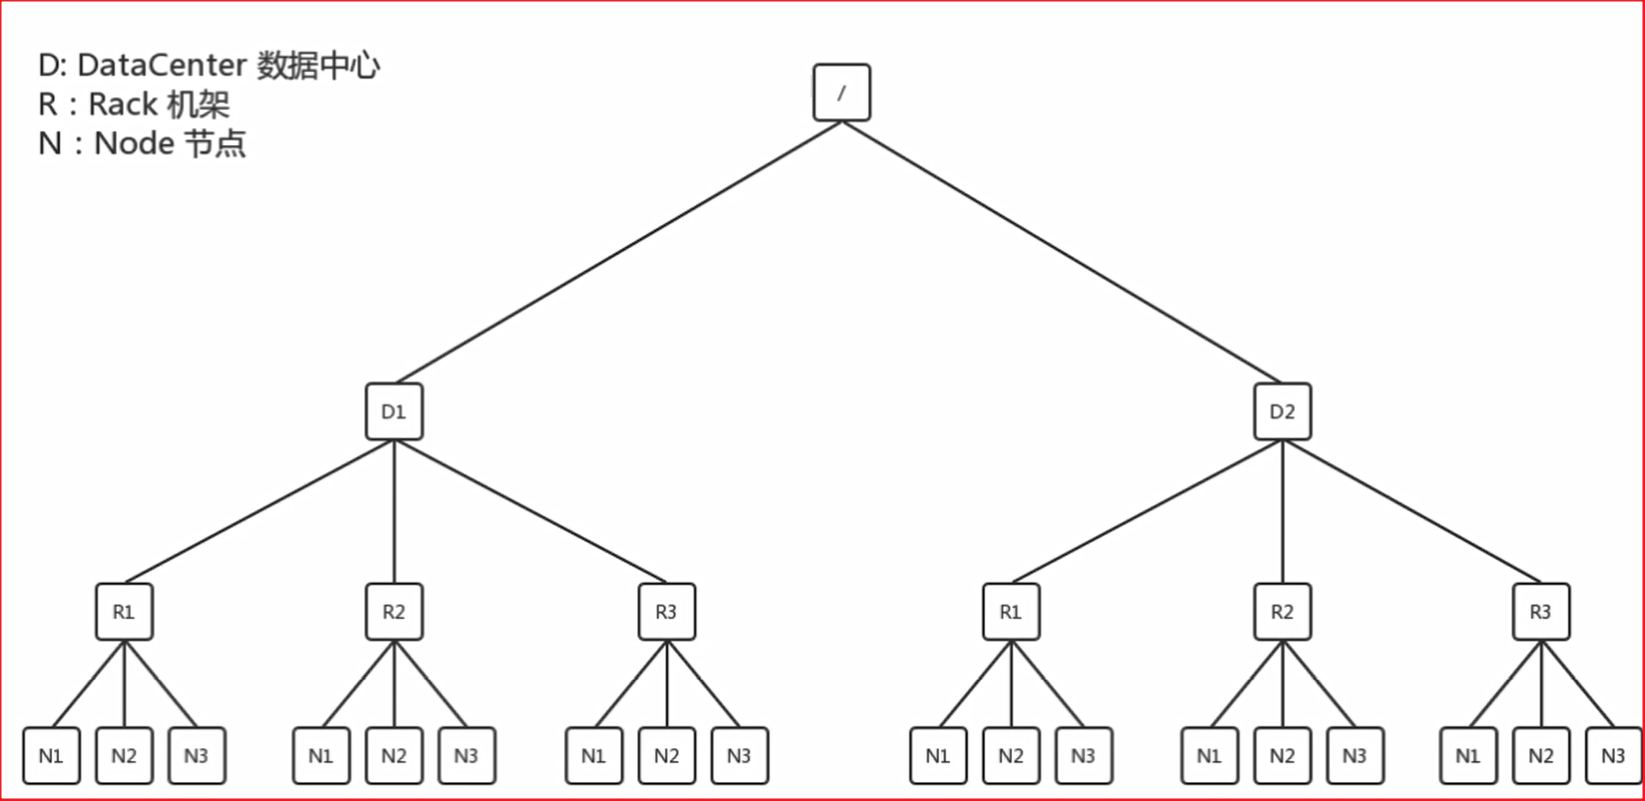 D: DataCenter 数据中心
R：Rack 机架
N：Node 节点
/
D1 D2
R1 R2 R3 R1 R2 R3
N1 N2 N3 N1 N2 N3 N1 N2 N3 N1 N2 N3 N1 N2 N3 N1 N2 N3